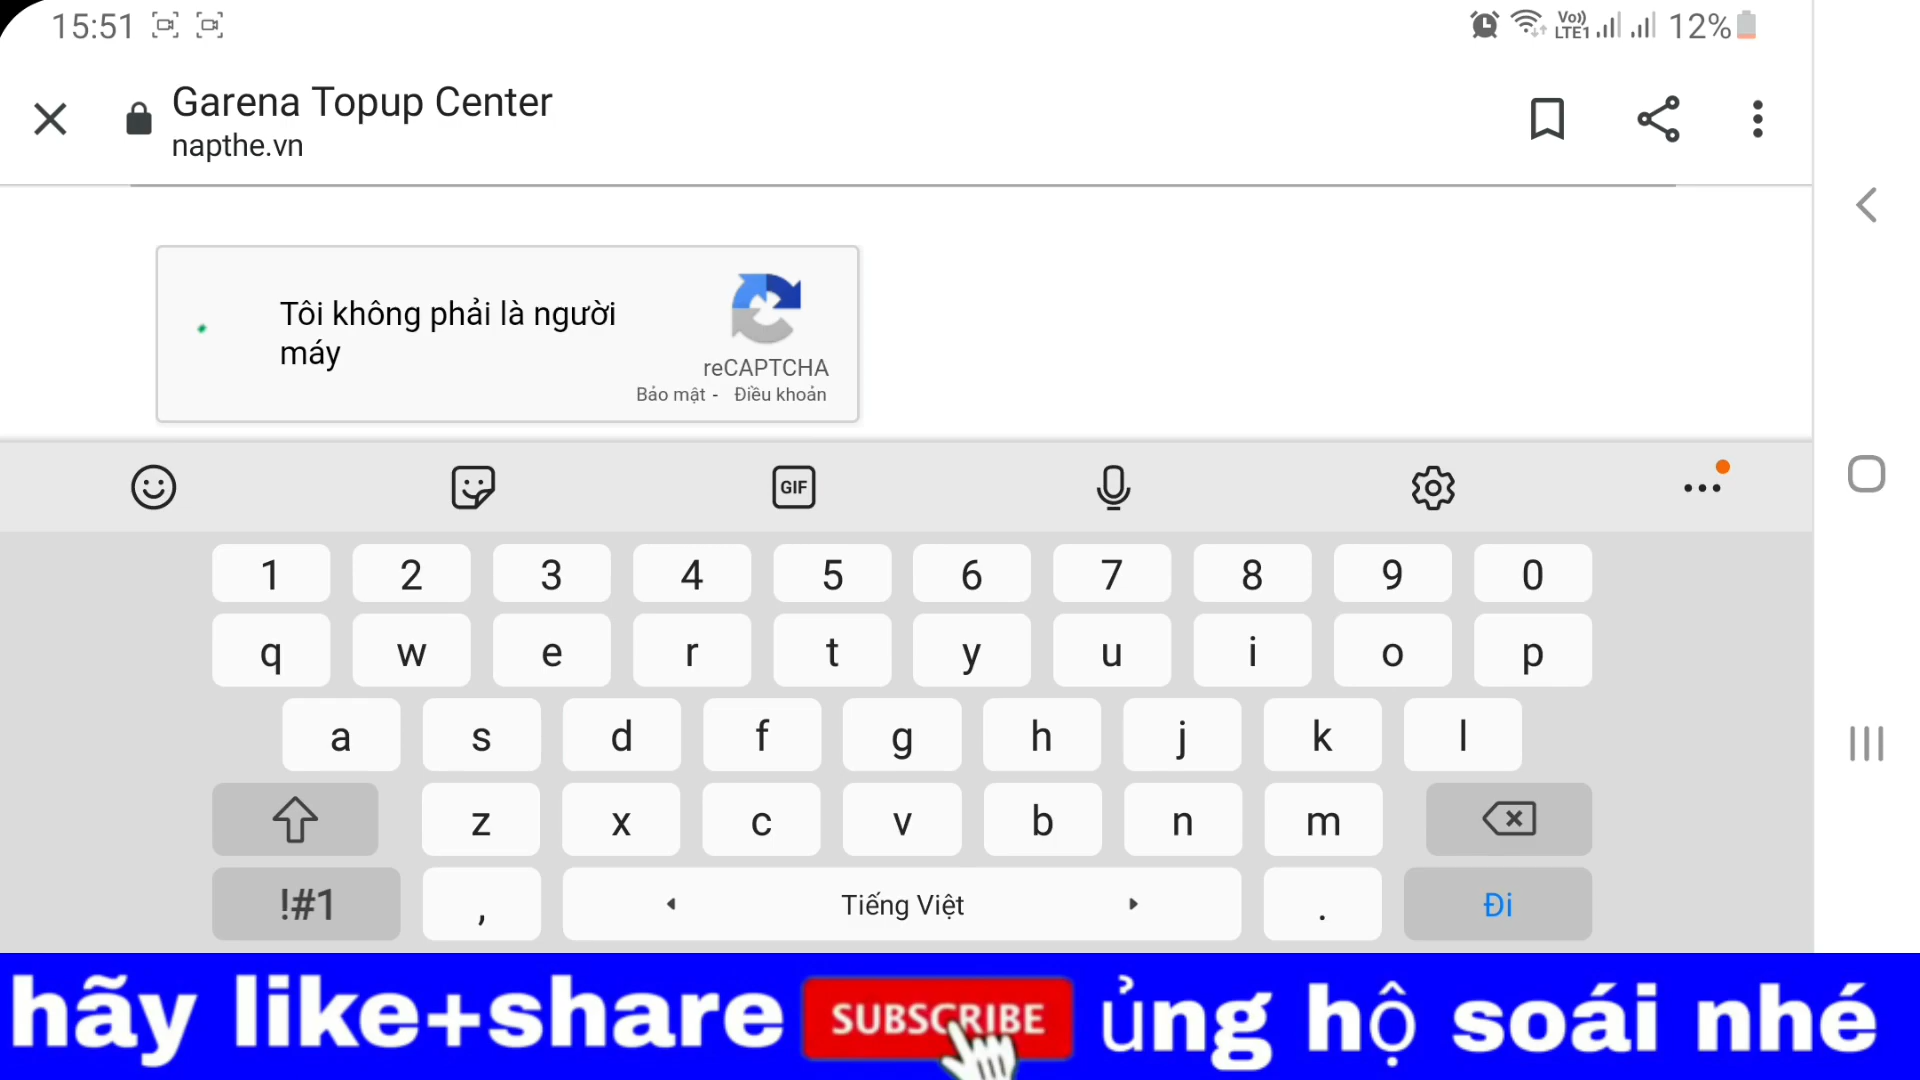 15:51 Vo)) LTE1 12%
Garena Topup Center
napthe.vn
Tôi không phải là người
máy
reCAPTCHA
Bảo mật - Điều khoản
GIF
1 2 3 4 5 6 7 8 9 0
q w e r t y u i o p
a s d f g h j k l
z x c v b n m
!#1 , Tiếng Việt . Đi
hãy like+share SUBSCRIBE ủng hộ soái nhé